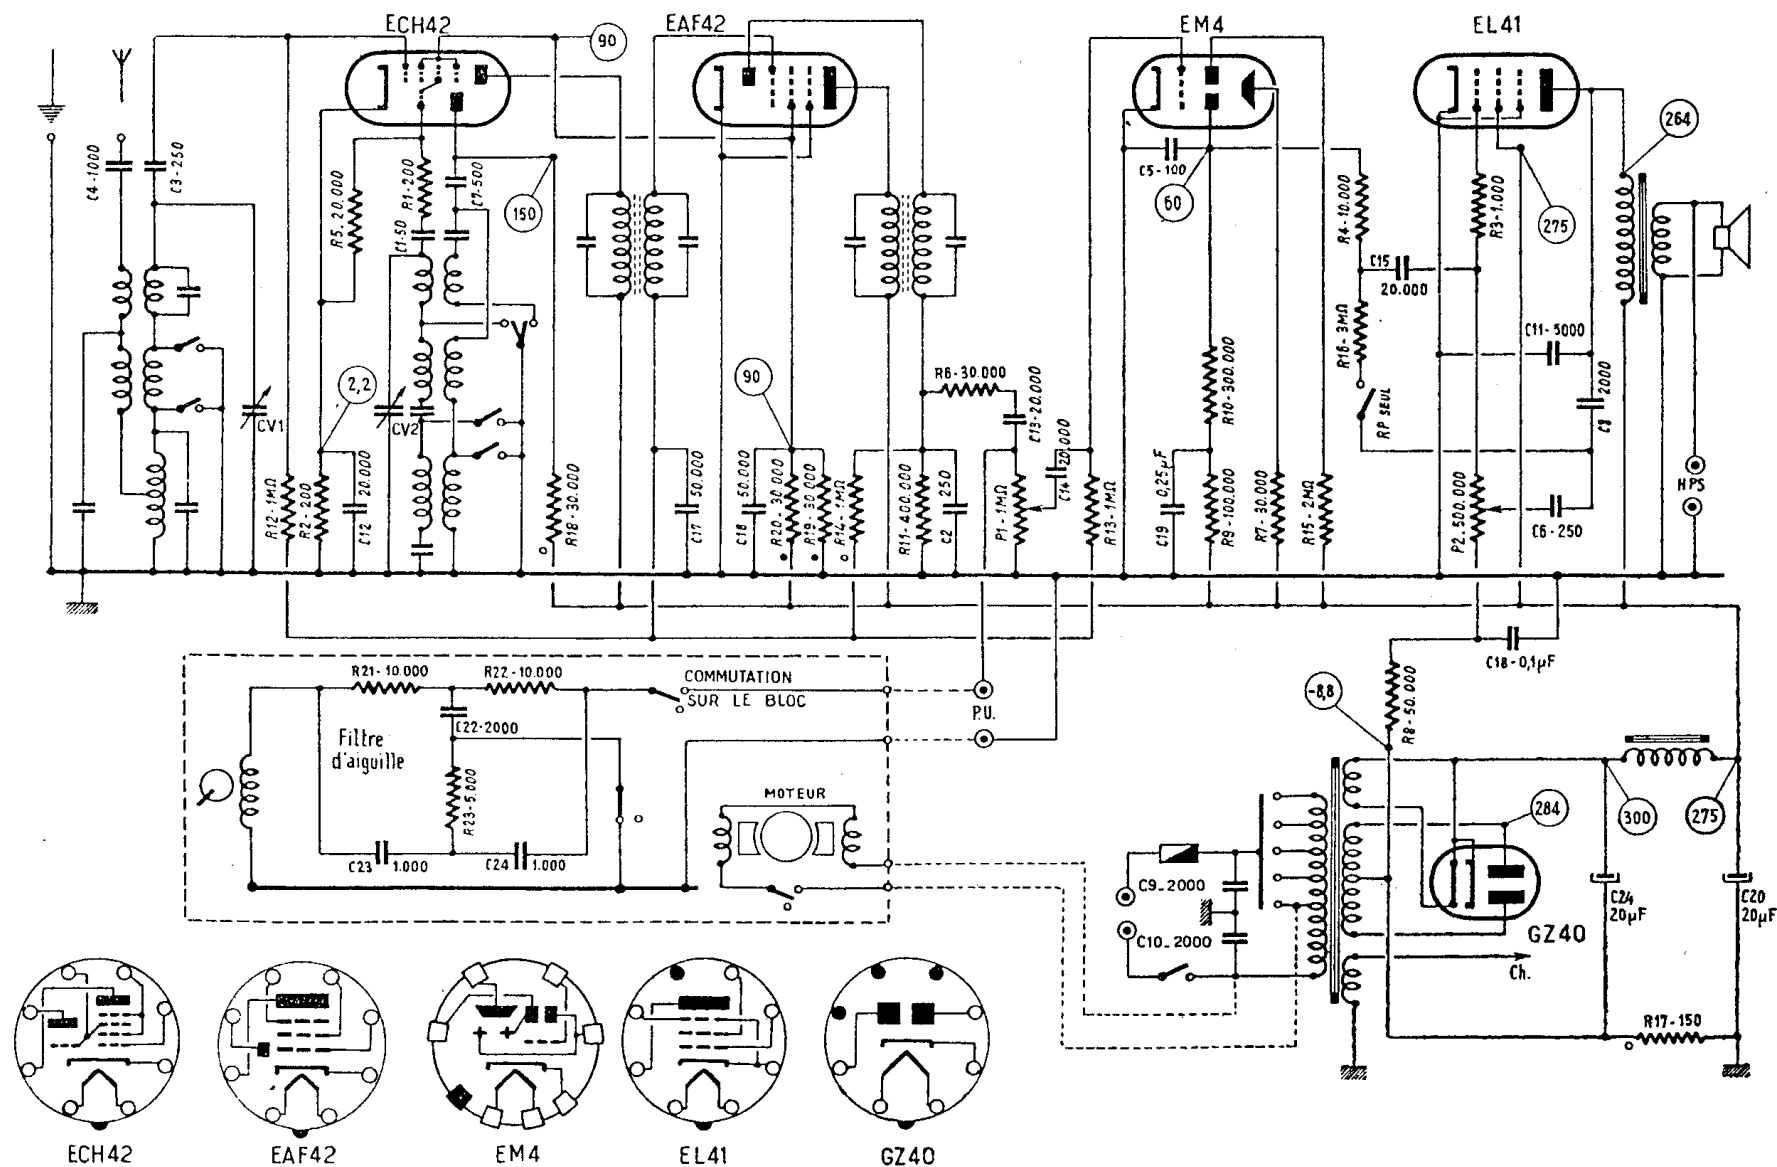 ECH42
EAF42
EM4
EL41
90
264
C4-1000
C3-250
R5_20.000
R1-200
C7-500
C1-50
150
C5-100
60
R4-10.000
R3-1.000
275
C15
20.000
R16-3MΩ
C11-5000
2,2
90
R6-30.000
C13-20.000
R10-300.000
RP SEUL
2000
C8
CV1
CV2
C14
20.000
0,25µF
C19
HPS
R12-1MΩ
R2-200
C12
20.000
R18-30.000
C17
50.000
C18
50.000
R20-30.000
R19-30.000
R14-1MΩ
R11-400.000
C2
250
P1-1MΩ
R13-1MΩ
R9-100.000
R7-30.000
R15-2MΩ
P2_500.000
C6-250
C18-0,1µF
R21-10.000
R22-10.000
COMMUTATION
SUR LE BLOC
P.U.
-8,8
R8-50.000
C22-2000
Filtre
d'aiguille
R23-5.000
MOTEUR
C23
1.000
C24
1.000
284
300
275
C9_2000
C10_2000
GZ40
C24
20µF
C20
20µF
Ch.
R17-150
ECH42
EAF42
EM4
EL41
GZ40